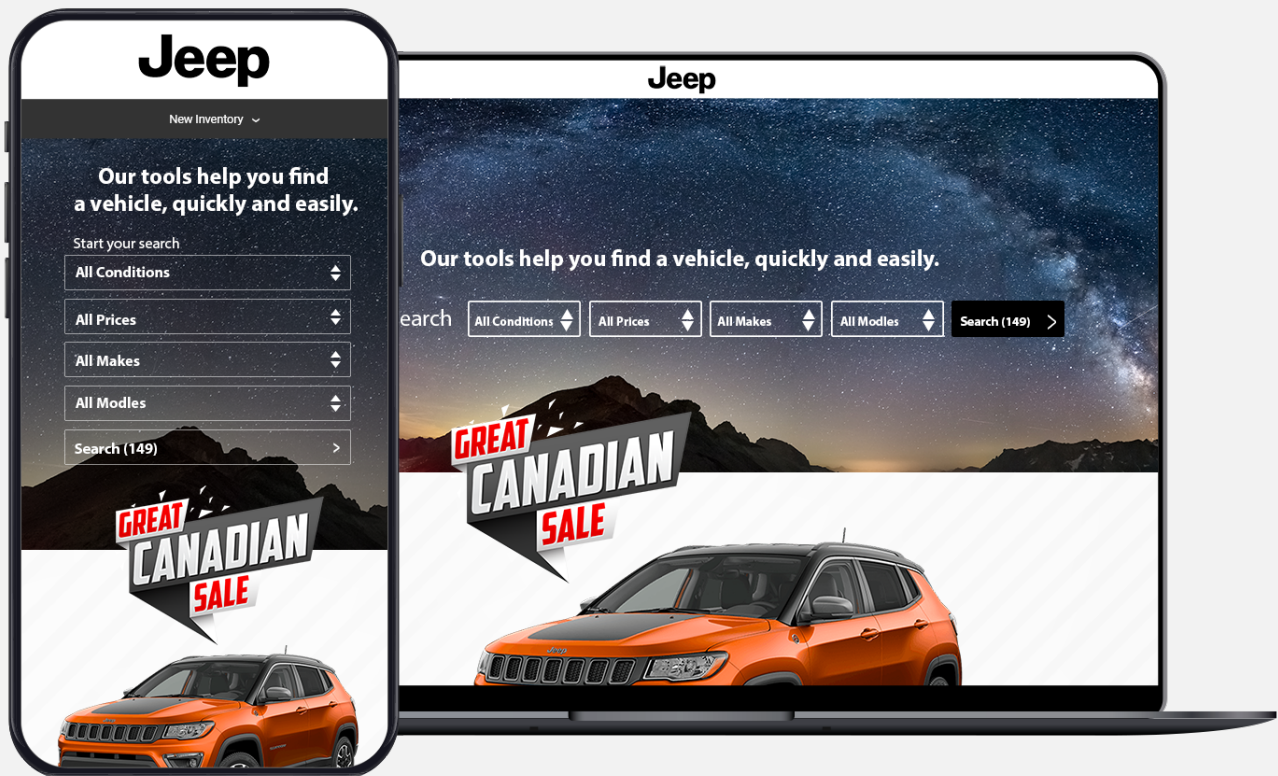 Jeep
New Inventory
Our tools help you find
a vehicle, quickly and easily.
Start your search
All Conditions
All Prices
All Makes
All Modles
Search (149) >
GREAT
CANADIAN
SALE
Jeep
Our tools help you find a vehicle, quickly and easily.
earch All Conditions All Prices All Makes All Modles Search (149) >
GREAT
CANADIAN
SALE
Jeep